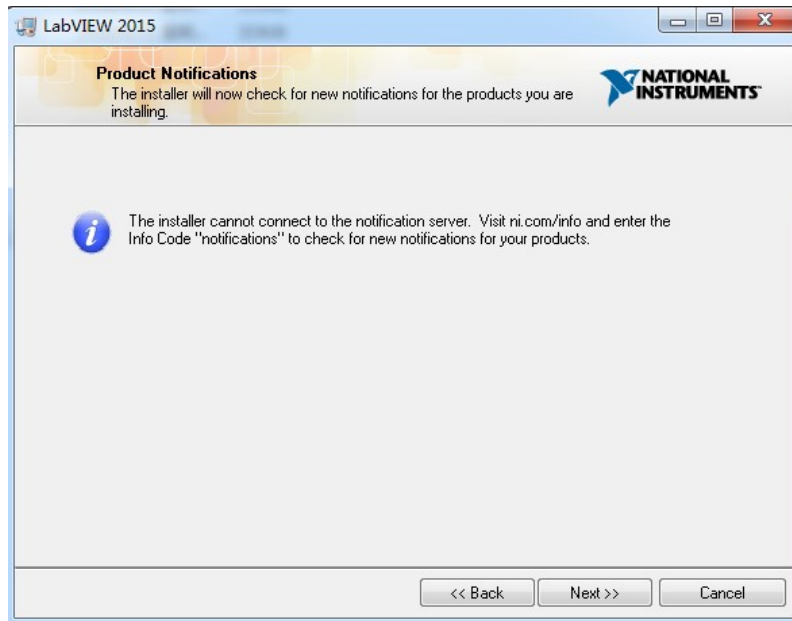 LabVIEW 2015
Product Notifications
The installer will now check for new notifications for the products you are
installing.
NATIONAL
INSTRUMENTS™
The installer cannot connect to the notification server. Visit ni.com/info and enter the
Info Code "notifications" to check for new notifications for your products.
<< Back
Next >>
Cancel